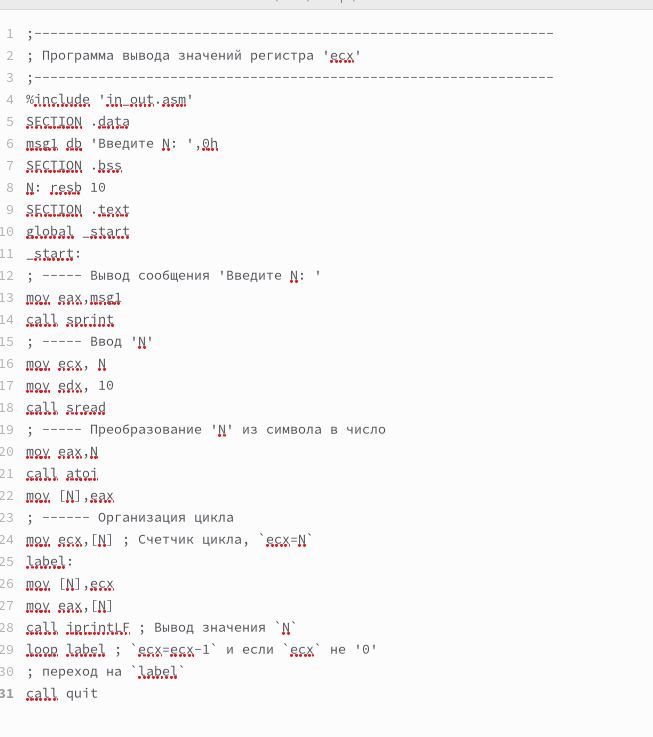 1 ;-----------------------------------------------------------------
2 ; Программа вывода значений регистра 'ecx'
3 ;-----------------------------------------------------------------
4 %include 'in_out.asm'
5 SECTION .data
6 msg1 db 'Введите N: ',0h
7 SECTION .bss
8 N: resb 10
9 SECTION .text
10 global _start
11 _start:
12 ; ----- Вывод сообщения 'Введите N: '
13 mov eax,msg1
14 call sprint
15 ; ----- Ввод 'N'
16 mov ecx, N
17 mov edx, 10
18 call sread
19 ; ----- Преобразование 'N' из символа в число
20 mov eax,N
21 call atoi
22 mov [N],eax
23 ; ------ Организация цикла
24 mov ecx,[N] ; Счетчик цикла, `ecx=N`
25 label:
26 mov [N],ecx
27 mov eax,[N]
28 call iprintLF ; Вывод значения `N`
29 loop label ; `ecx=ecx-1` и если `ecx` не '0'
30 ; переход на `label`
31 call quit